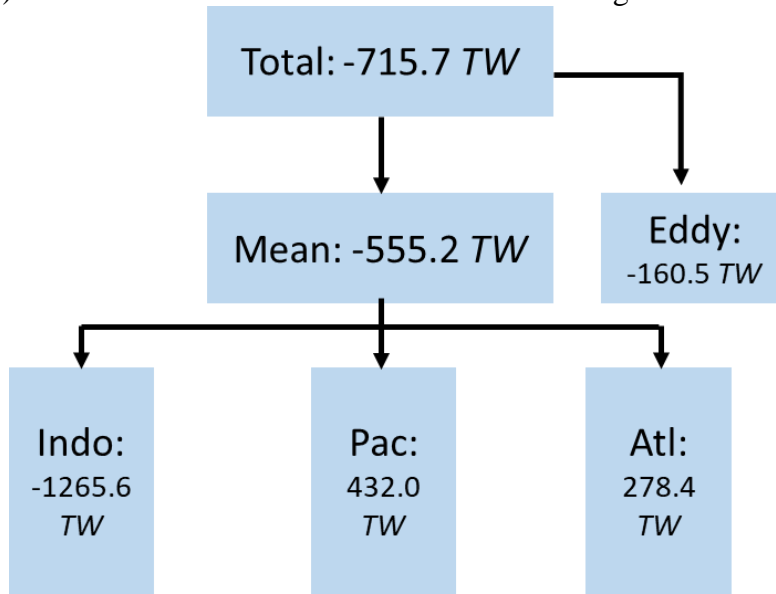 )
g
Total: -715.7 TW
Mean: -555.2 TW
Eddy:
-160.5 TW
Indo:
-1265.6
TW
Pac:
432.0
TW
Atl:
278.4
TW